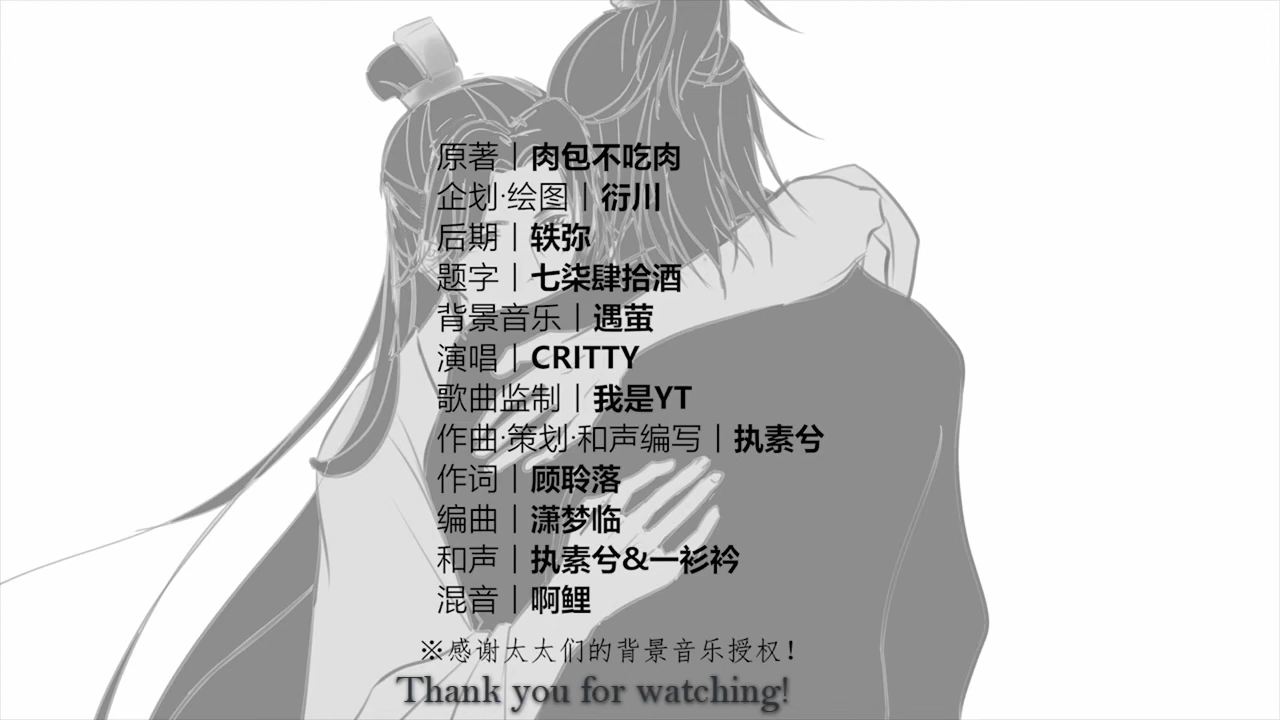 原著丨肉包不吃肉
企划·绘图丨衍川
后期丨轶弥
题字丨七柒肆拾酒
背景音乐丨遇萤
演唱丨CRITTY
歌曲监制丨我是YT
作曲·策划·和声编写丨执素兮
作词丨顾聆落
编曲丨潇梦临
和声丨执素兮&一衫衿
混音丨啊鲤
※感谢太太们的背景音乐授权！
Thank you for watching!